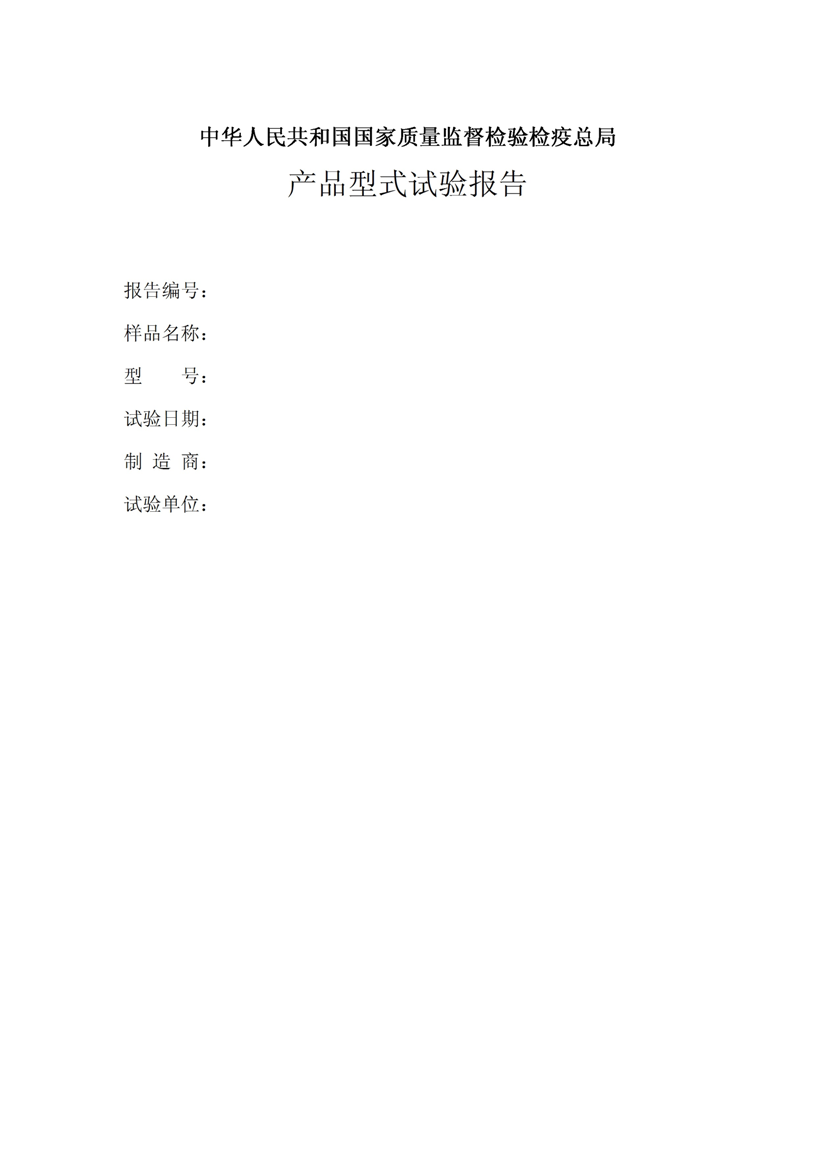 中华人民共和国国家质量监督检验检疫总局
产品型式试验报告
报告编号：
样品名称：
型　　号：
试验日期：
制 造 商：
试验单位：